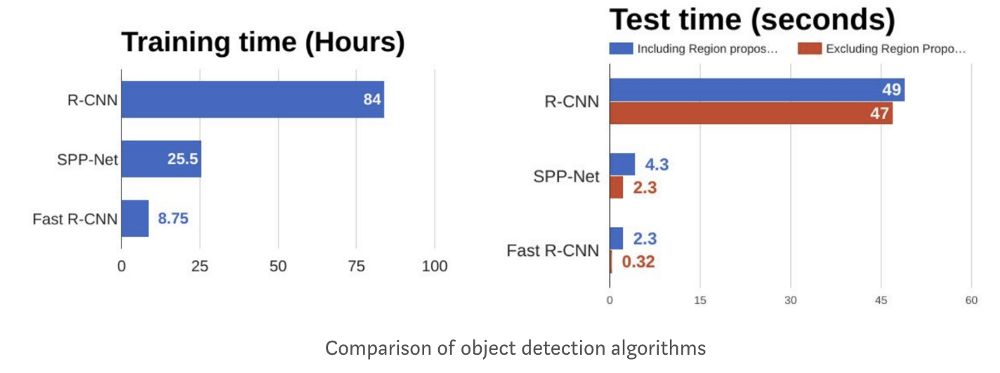 Training time (Hours)
R-CNN
84
SPP-Net
25.5
Fast R-CNN
8.75
0 25 50 75 100
Test time (seconds)
Including Region propos...
Excluding Region Propo...
R-CNN
49
47
SPP-Net
4.3
2.3
Fast R-CNN
2.3
0.32
0 15 30 45 60
Comparison of object detection algorithms